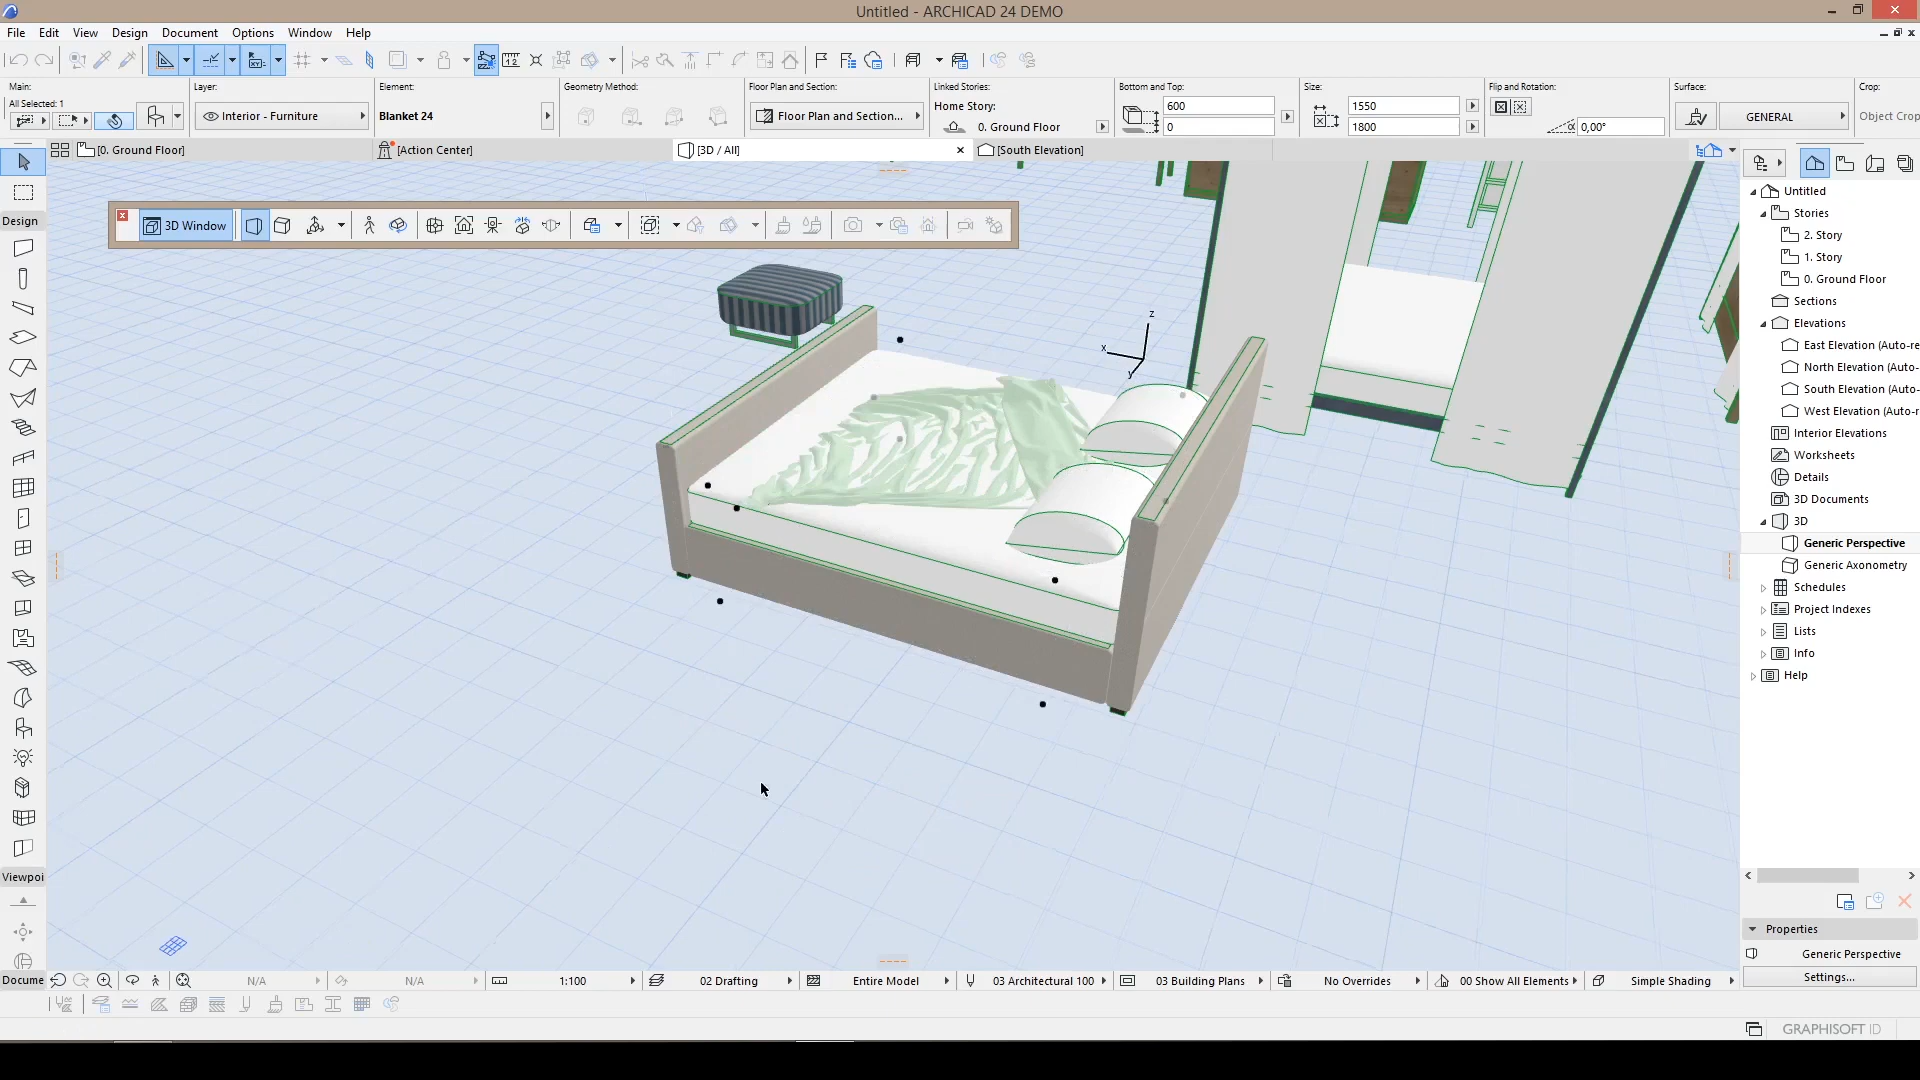 Untitled - ARCHICAD 24 DEMO
File Edit View Design Document Options Window Help
Main: Layer: Element: Geometry Method: Floor Plan and Section: Linked Stories: Bottom and Top: Size: Flip and Rotation: Surface: Crop:
All Selected: 1
Interior - Furniture Blanket 24 Floor Plan and Section... Home Story: 600 1550 GENERAL Object Crop
0. Ground Floor 0 1800 0,00°
[0. Ground Floor] [Action Center] [3D / All] [South Elevation]
Design
3D Window
z
x
y
Untitled
Stories
2. Story
1. Story
0. Ground Floor
Sections
Elevations
East Elevation (Auto-re
North Elevation (Auto-
South Elevation (Auto-
West Elevation (Auto-r
Interior Elevations
Worksheets
Details
3D Documents
3D
Generic Perspective
Generic Axonometry
Schedules
Project Indexes
Lists
Info
Help
Viewpoi
Properties
Generic Perspective
Settings...
Docume N/A N/A 1:100 02 Drafting Entire Model 03 Architectural 100 03 Building Plans No Overrides 00 Show All Elements Simple Shading
GRAPHISOFT ID